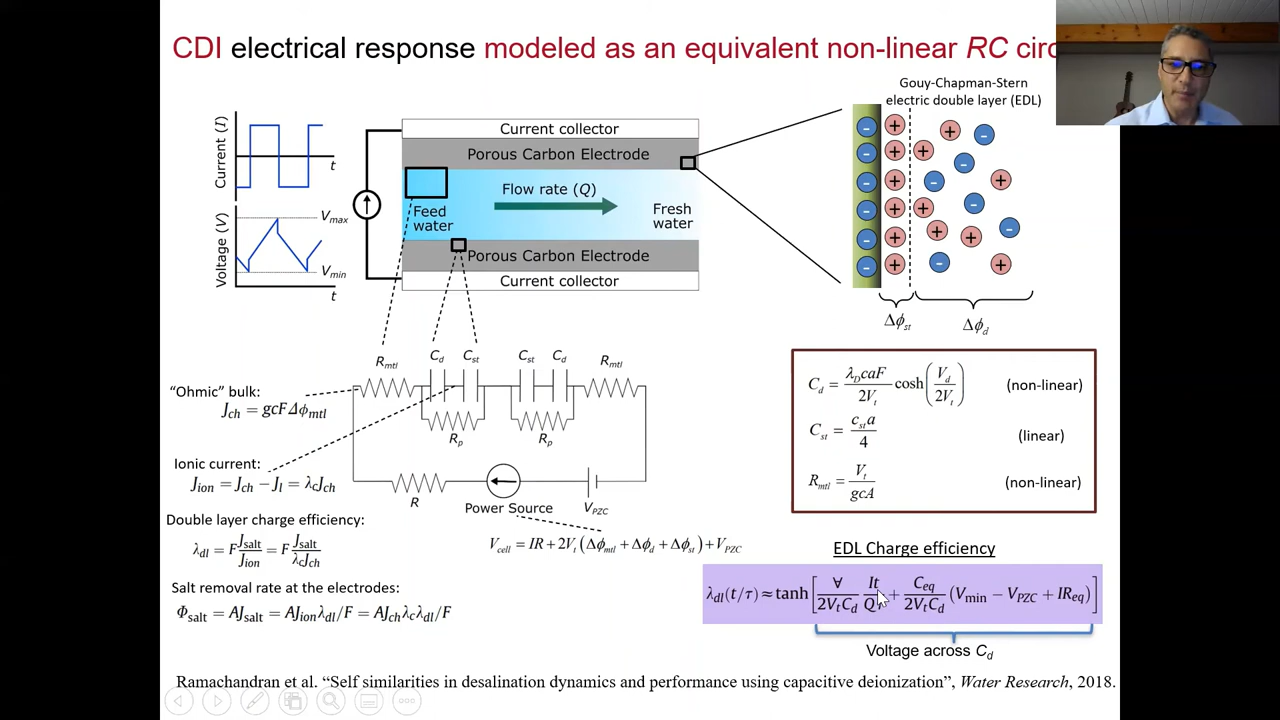 CDI electrical response modeled as an equivalent non-linear RC circ
Gouy-Chapman-Stern
electric double layer (EDL)
Current (I)
t
Voltage (V)
Vmax
Vmin
t
Current collector
Porous Carbon Electrode
Flow rate (Q)
Feed
water
Fresh
water
Porous Carbon Electrode
Current collector
Δϕst
Δϕd
Rmtl
Cd
Cst
Cst
Cd
Rmtl
Rp
Rp
R
Power Source
VPZC
"Ohmic" bulk:
Jch = gcFΔϕmtl
Ionic current:
Jion = Jch − Jl = λcJch
Double layer charge efficiency:
λdl = F Jsalt/Jion = F Jsalt/λcJch
Salt removal rate at the electrodes:
Φsalt = AJsalt = AJionλdl/F = AJchλcλdl/F
Vcell = IR + 2Vt(Δϕmtl + Δϕd + Δϕst) + VPZC
Cd = λDcaF/2Vt cosh(Vd/2Vt) (non-linear)
Cst = csta/4 (linear)
Rmtl = Vt/gcA (non-linear)
EDL Charge efficiency
λdl(t/τ) ≈ tanh[∀/2VtCd It/Q + Ceq/2VtCd (Vmin − VPZC + IReq)]
Voltage across Cd
Ramachandran et al. "Self similarities in desalination dynamics and performance using capacitive deionization", Water Research, 2018.